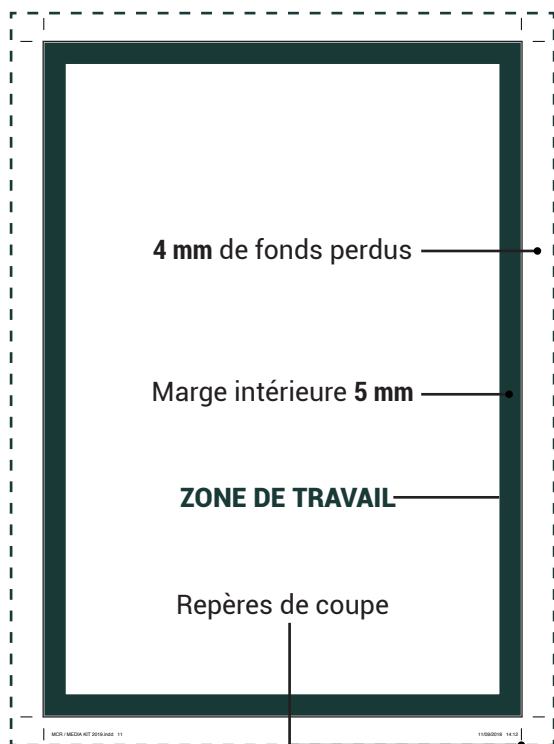 4 mm de fonds perdus
Marge intérieure 5 mm
ZONE DE TRAVAIL
Repères de coupe
MCR / MEDIA KIT 2019.indd 11 11/09/2018 14:12